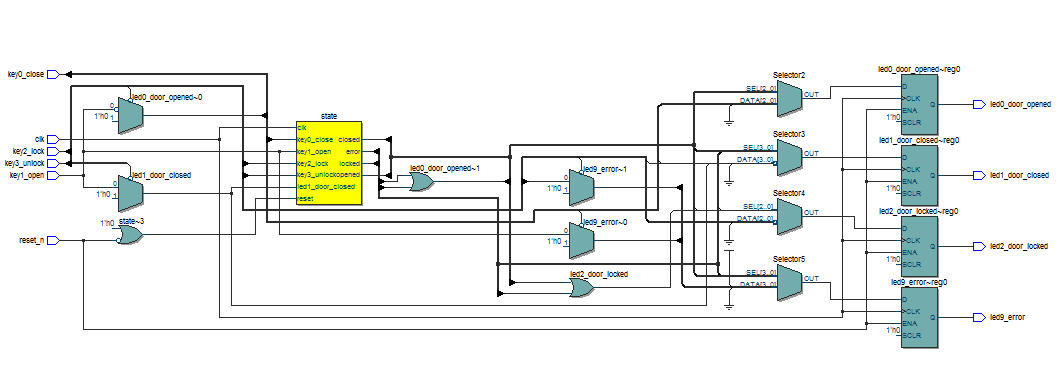 key0_close
clk
key2_lock
key3_unlock
key1_open
reset_n
led0_door_opened~0
0
1'h0
1
led1_door_closed
0
1'h0
1
state~3
1'h0
state
clk
key0_close
key1_open
key2_lock
key3_unlock
led1_door_closed
reset
closed
error
locked
opened
led0_door_opened~1
led9_error~1
0
1'h0
1
led9_error~0
0
1'h0
1
led2_door_locked
Selector2
SEL[2..0]
DATA[2..0]
OUT
Selector3
SEL[3..0]
DATA[3..0]
OUT
Selector4
SEL[2..0]
DATA[2..0]
OUT
Selector5
SEL[3..0]
DATA[3..0]
OUT
led0_door_opened~reg0
D
CLK
ENA
1'h0
SCLR
Q
led1_door_closed~reg0
D
CLK
ENA
1'h0
SCLR
Q
led2_door_locked~reg0
D
CLK
ENA
1'h0
SCLR
Q
led9_error~reg0
D
CLK
ENA
1'h0
SCLR
Q
led0_door_opened
led1_door_closed
led2_door_locked
led9_error